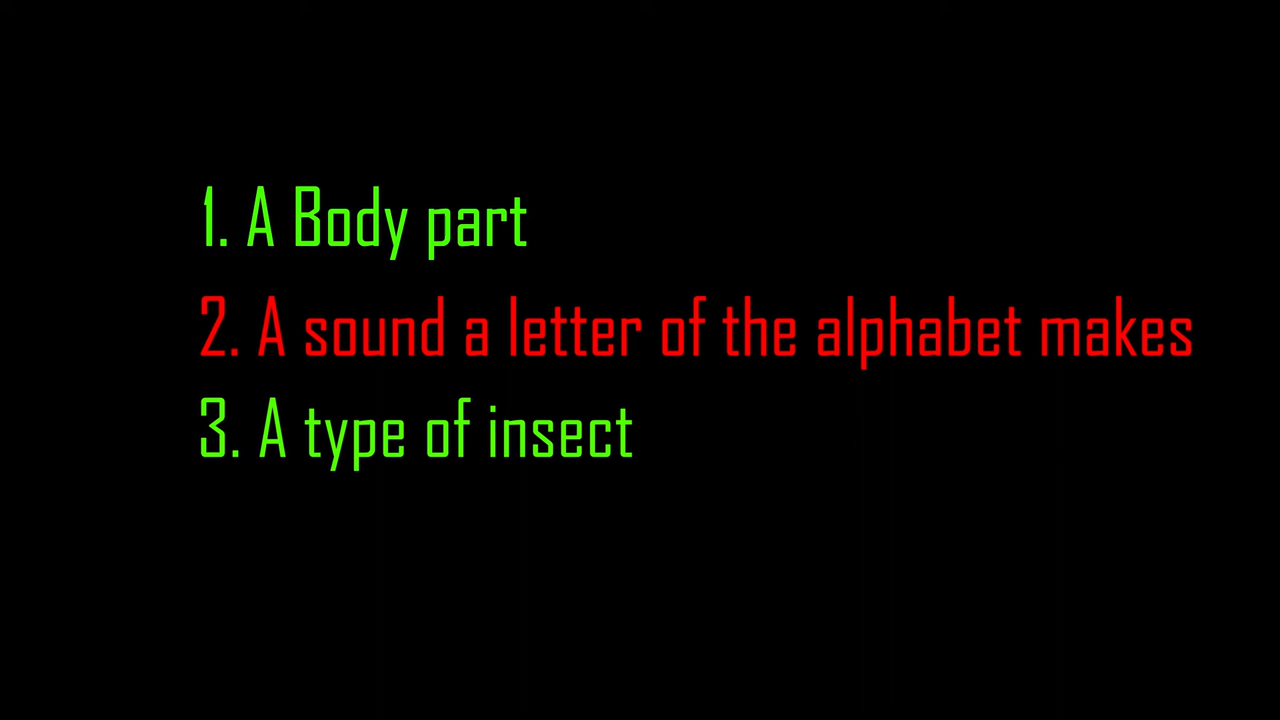 1. A Body part
2. A sound a letter of the alphabet makes
3. A type of insect